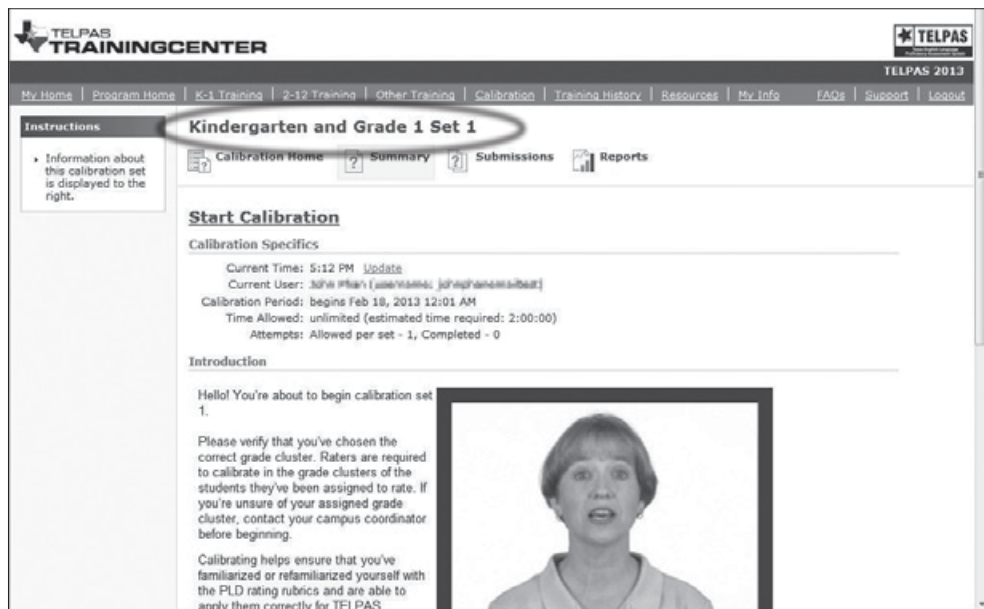 TELPAS
TRAININGCENTER
TELPAS
TELPAS 2013
My Home | Program Home | K-1 Training | 2-12 Training | Other Training | Calibration | Training History | Resources | My Info FAQs | Support | Logout
Instructions
Information about
this calibration set
is displayed to the
right.
Kindergarten and Grade 1 Set 1
Calibration Home Summary Submissions Reports
Start Calibration
Calibration Specifics
Current Time: 5:12 PM Update
Current User:
Calibration Period: begins Feb 18, 2013 12:01 AM
Time Allowed: unlimited (estimated time required: 2:00:00)
Attempts: Allowed per set - 1, Completed - 0
Introduction
Hello! You're about to begin calibration set
1.
Please verify that you've chosen the
correct grade cluster. Raters are required
to calibrate in the grade clusters of the
students they've been assigned to rate. If
you're unsure of your assigned grade
cluster, contact your campus coordinator
before beginning.
Calibrating helps ensure that you've
familiarized or refamiliarized yourself with
the PLD rating rubrics and are able to
apply them correctly for TELPAS